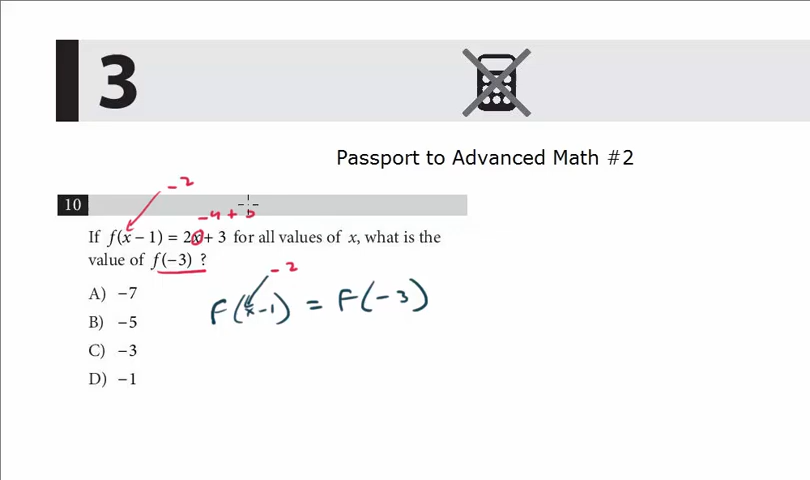 3
Passport to Advanced Math #2
-2
10
-4 +
If f(x – 1) = 2x + 3 for all values of x, what is the
value of f(−3) ?
-2
A) −7
F(x-1) = F(-3)
B) −5
C) −3
D) −1